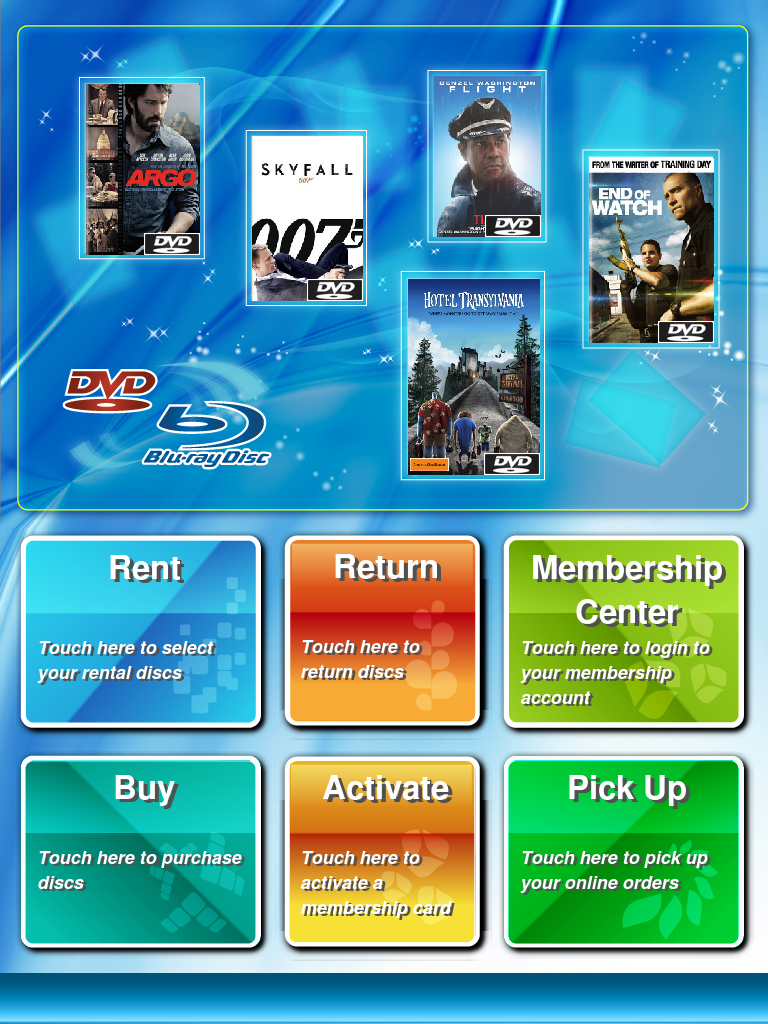 ARGO
DVD
SKYFALL
007
007
DVD
DENZEL WASHINGTON
FLIGHT
DVD
FROM THE WRITER OF TRAINING DAY
END OF
WATCH
DVD
HOTEL TRANSYLVANIA
DVD
DVD
Blu-ray Disc
Rent
Touch here to select
your rental discs
Return
Touch here to
return discs
Membership
Center
Touch here to login to
your membership
account
Buy
Touch here to purchase
discs
Activate
Touch here to
activate a
membership card
Pick Up
Touch here to pick up
your online orders